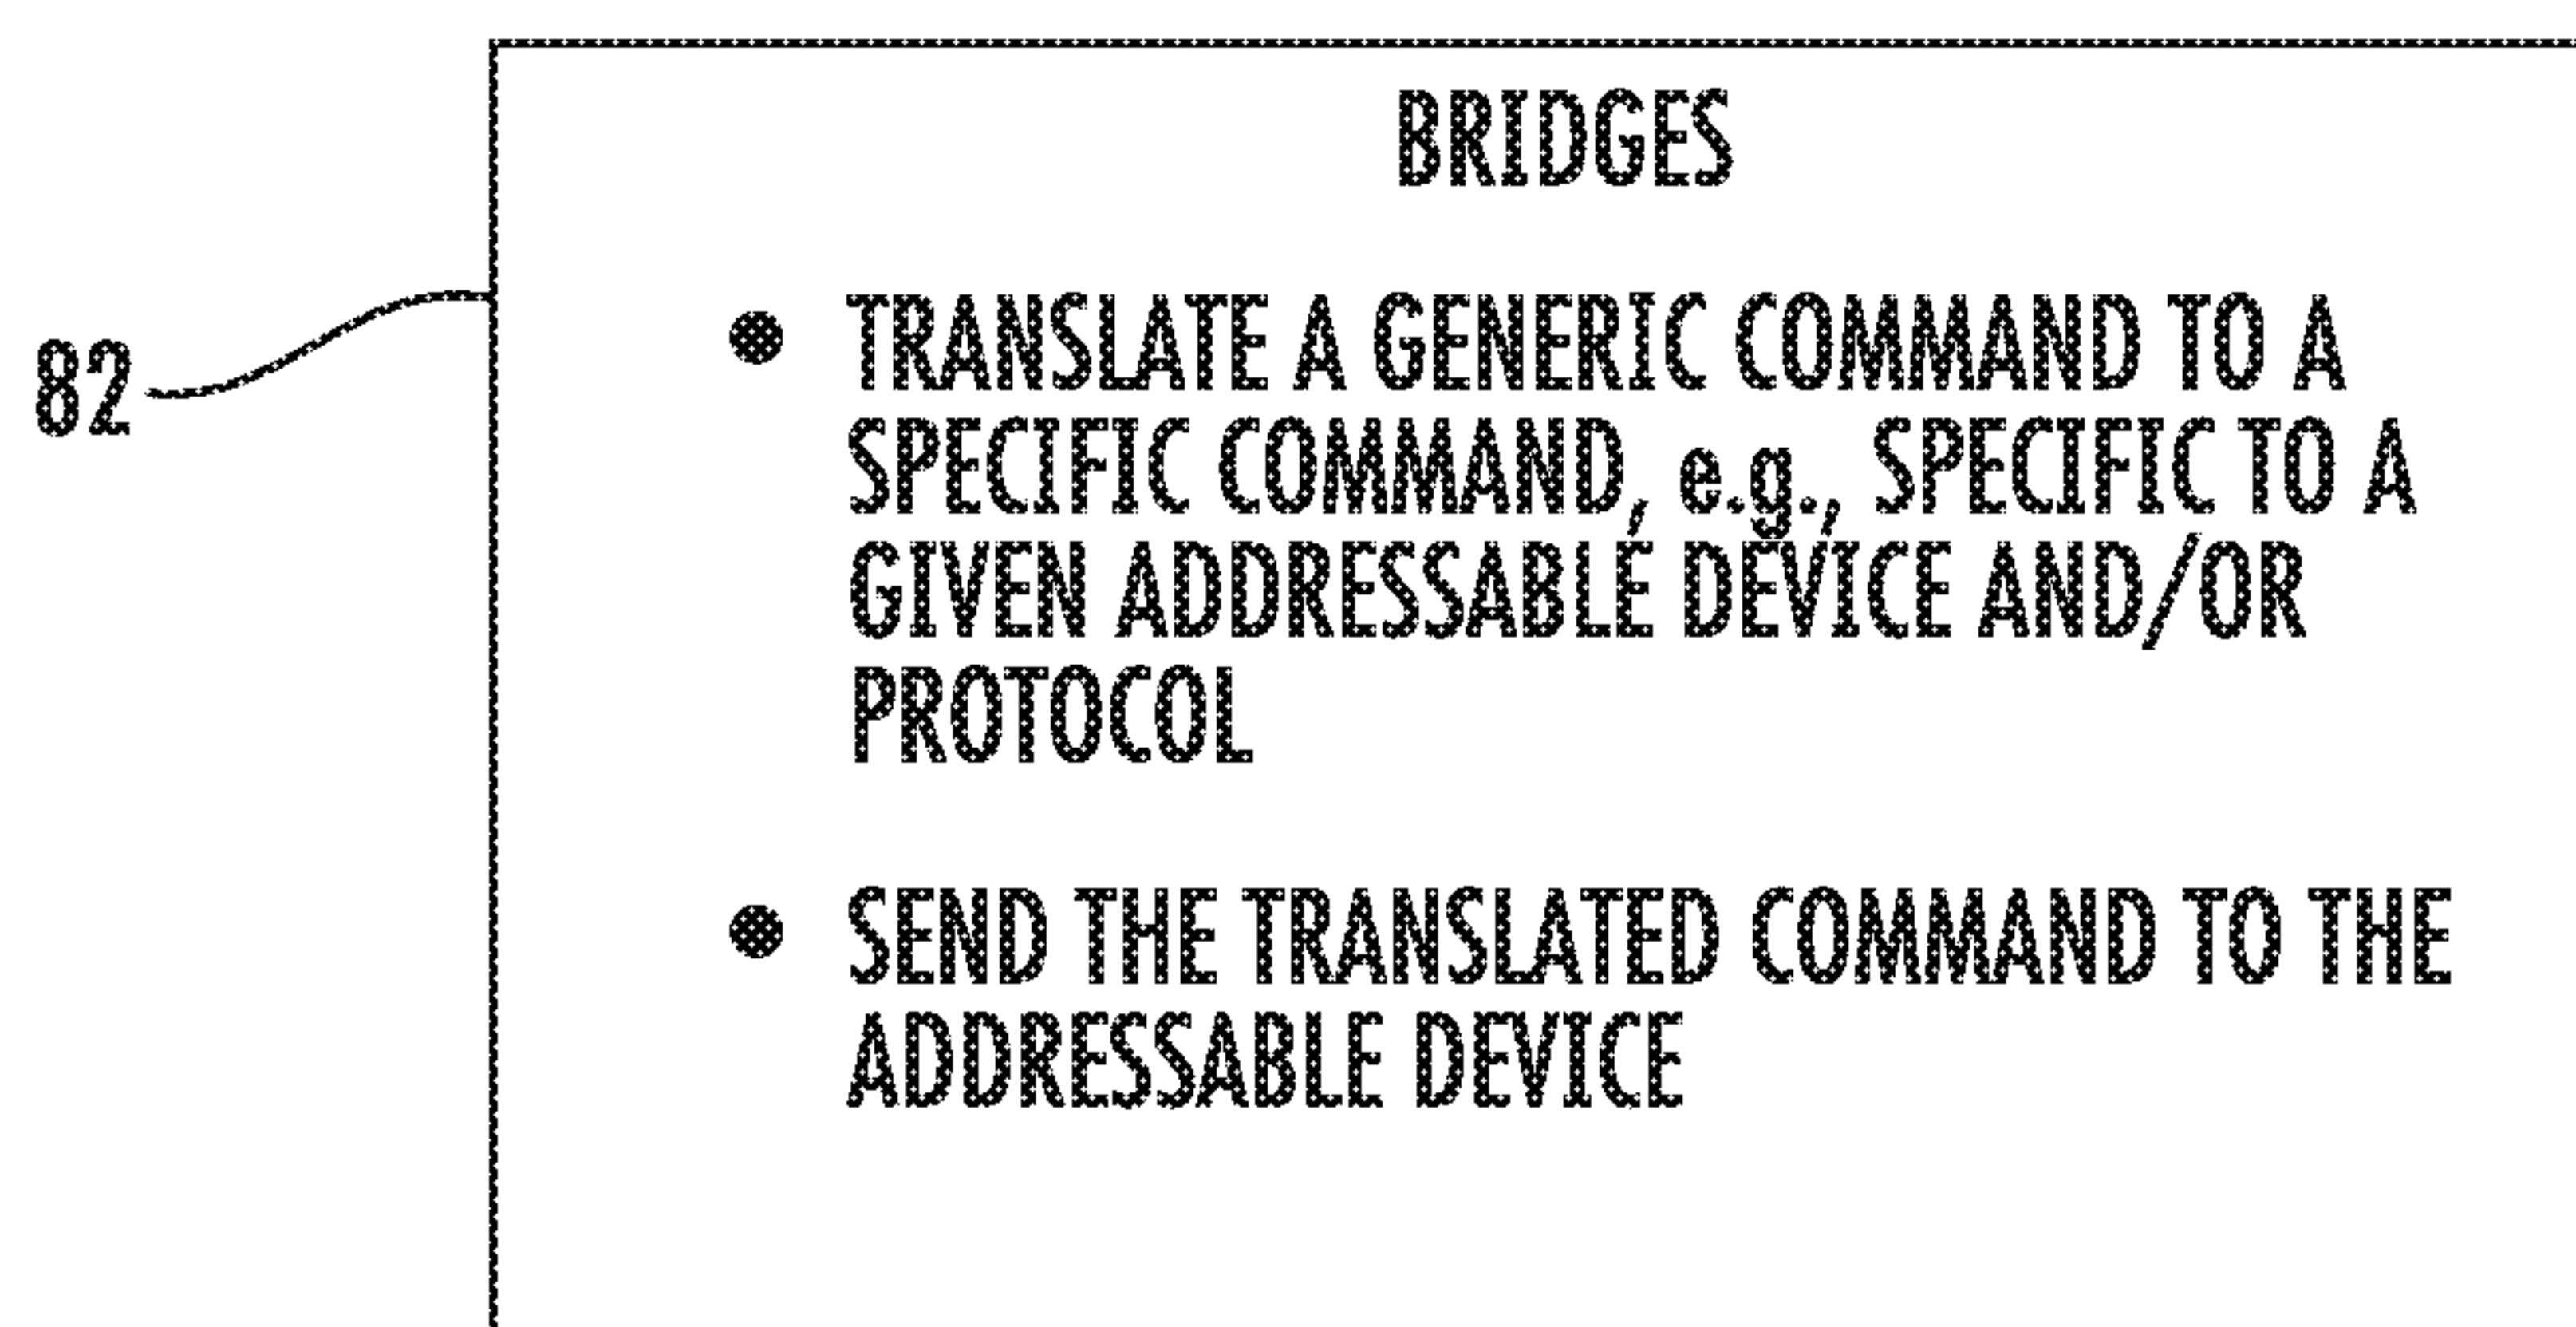 BRIDGES
82
● TRANSLATE A GENERIC COMMAND TO A
SPECIFIC COMMAND, e.g., SPECIFIC TO A
GIVEN ADDRESSABLE DEVICE AND/OR
PROTOCOL
● SEND THE TRANSLATED COMMAND TO THE
ADDRESSABLE DEVICE